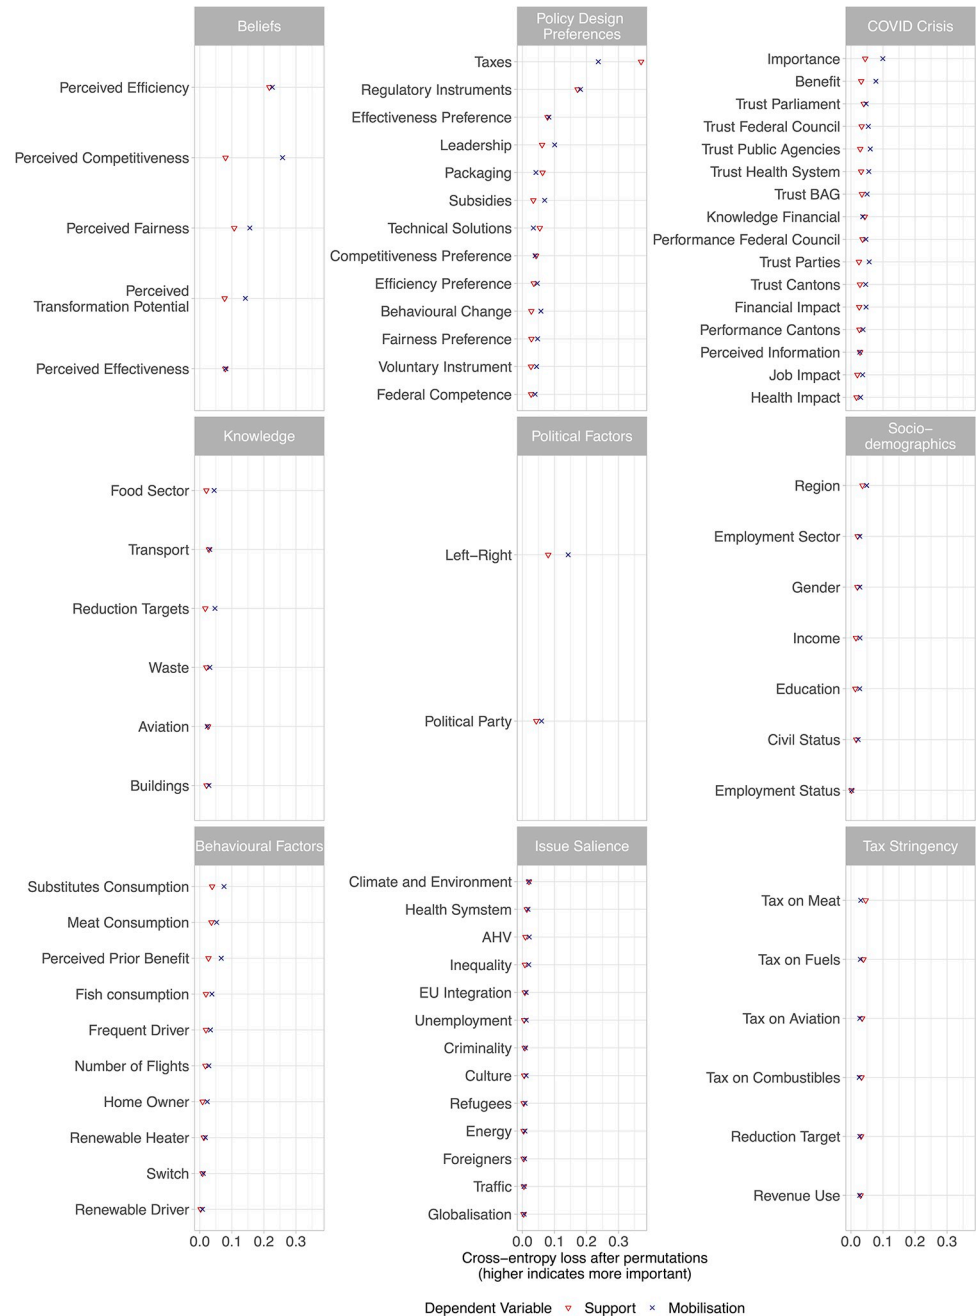 Beliefs
Perceived Efficiency
Perceived Competitiveness
Perceived Fairness
Perceived
Transformation Potential
Perceived Effectiveness
Policy Design
Preferences
Taxes
Regulatory Instruments
Effectiveness Preference
Leadership
Packaging
Subsidies
Technical Solutions
Competitiveness Preference
Efficiency Preference
Behavioural Change
Fairness Preference
Voluntary Instrument
Federal Competence
COVID Crisis
Importance
Benefit
Trust Parliament
Trust Federal Council
Trust Public Agencies
Trust Health System
Trust BAG
Knowledge Financial
Performance Federal Council
Trust Parties
Trust Cantons
Financial Impact
Performance Cantons
Perceived Information
Job Impact
Health Impact
Knowledge
Food Sector
Transport
Reduction Targets
Waste
Aviation
Buildings
Political Factors
Left−Right
Political Party
Socio−
demographics
Region
Employment Sector
Gender
Income
Education
Civil Status
Employment Status
Behavioural Factors
Substitutes Consumption
Meat Consumption
Perceived Prior Benefit
Fish consumption
Frequent Driver
Number of Flights
Home Owner
Renewable Heater
Switch
Renewable Driver
0.0 0.1 0.2 0.3
Issue Salience
Climate and Environment
Health Symstem
AHV
Inequality
EU Integration
Unemployment
Criminality
Culture
Refugees
Energy
Foreigners
Traffic
Globalisation
0.0 0.1 0.2 0.3
Tax Stringency
Tax on Meat
Tax on Fuels
Tax on Aviation
Tax on Combustibles
Reduction Target
Revenue Use
0.0 0.1 0.2 0.3
Cross−entropy loss after permutations
(higher indicates more important)
Dependent Variable Support Mobilisation